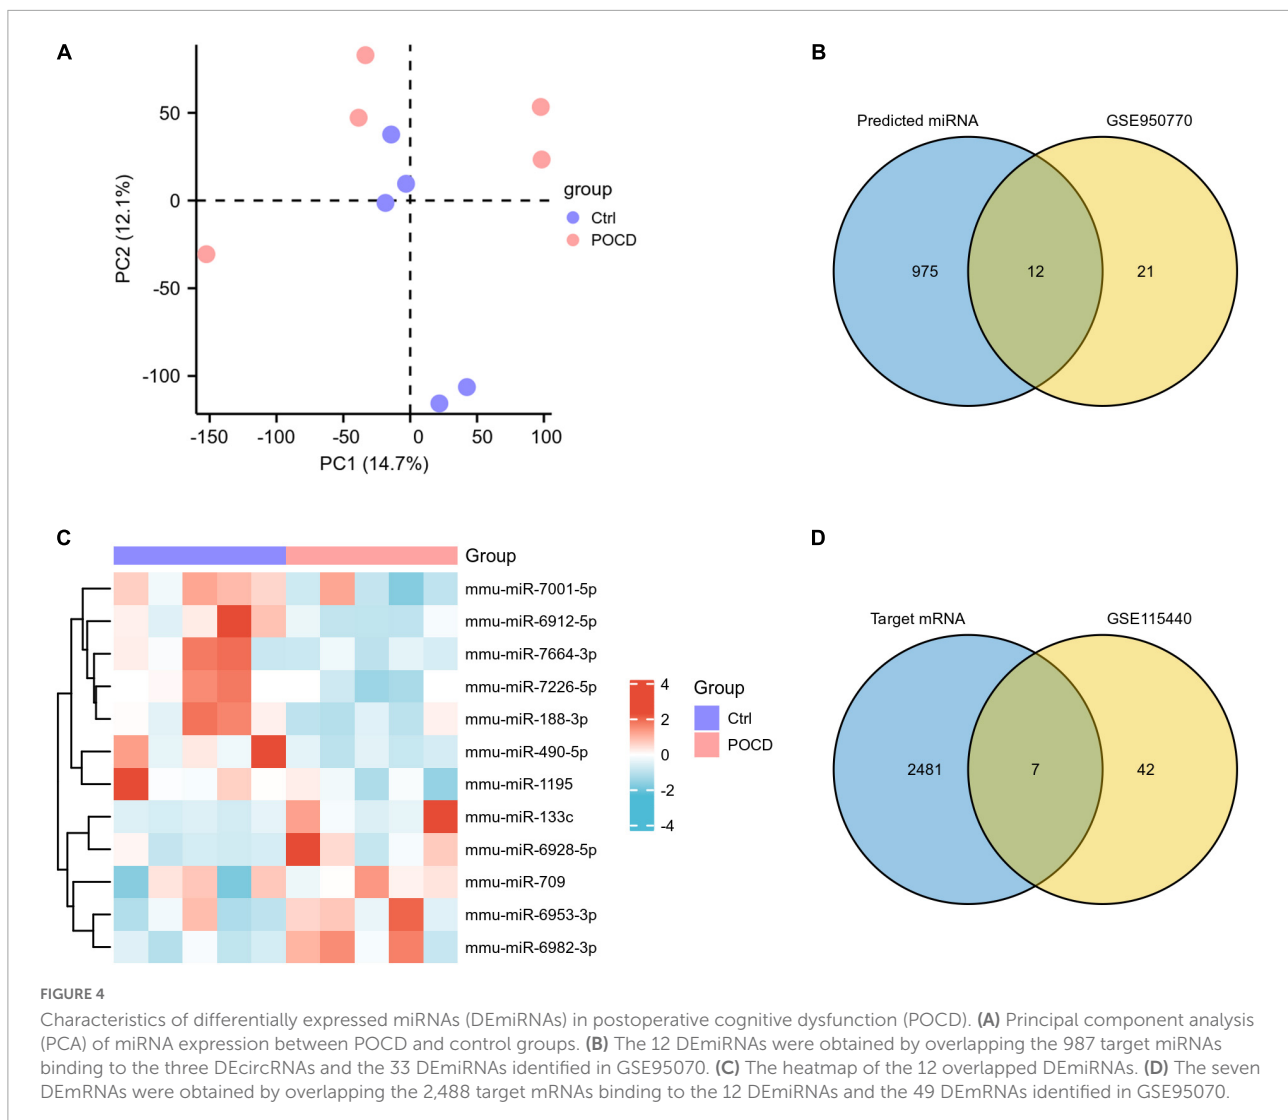 A
50
0
-50
-100
PC2 (12.1%)
-150
-100
-50
0
50
100
PC1 (14.7%)
group
Ctrl
POCD
B
Predicted miRNA
GSE950770
975
12
21
C
Group
mmu-miR-7001-5p
mmu-miR-6912-5p
mmu-miR-7664-3p
mmu-miR-7226-5p
mmu-miR-188-3p
mmu-miR-490-5p
mmu-miR-1195
mmu-miR-133c
mmu-miR-6928-5p
mmu-miR-709
mmu-miR-6953-3p
mmu-miR-6982-3p
4
2
0
-2
-4
Group
Ctrl
POCD
D
Target mRNA
GSE115440
2481
7
42
FIGURE 4
Characteristics of differentially expressed miRNAs (DEmiRNAs) in postoperative cognitive dysfunction (POCD). (A) Principal component analysis
(PCA) of miRNA expression between POCD and control groups. (B) The 12 DEmiRNAs were obtained by overlapping the 987 target miRNAs
binding to the three DEcircRNAs and the 33 DEmiRNAs identified in GSE95070. (C) The heatmap of the 12 overlapped DEmiRNAs. (D) The seven
DEmRNAs were obtained by overlapping the 2,488 target mRNAs binding to the 12 DEmiRNAs and the 49 DEmRNAs identified in GSE95070.